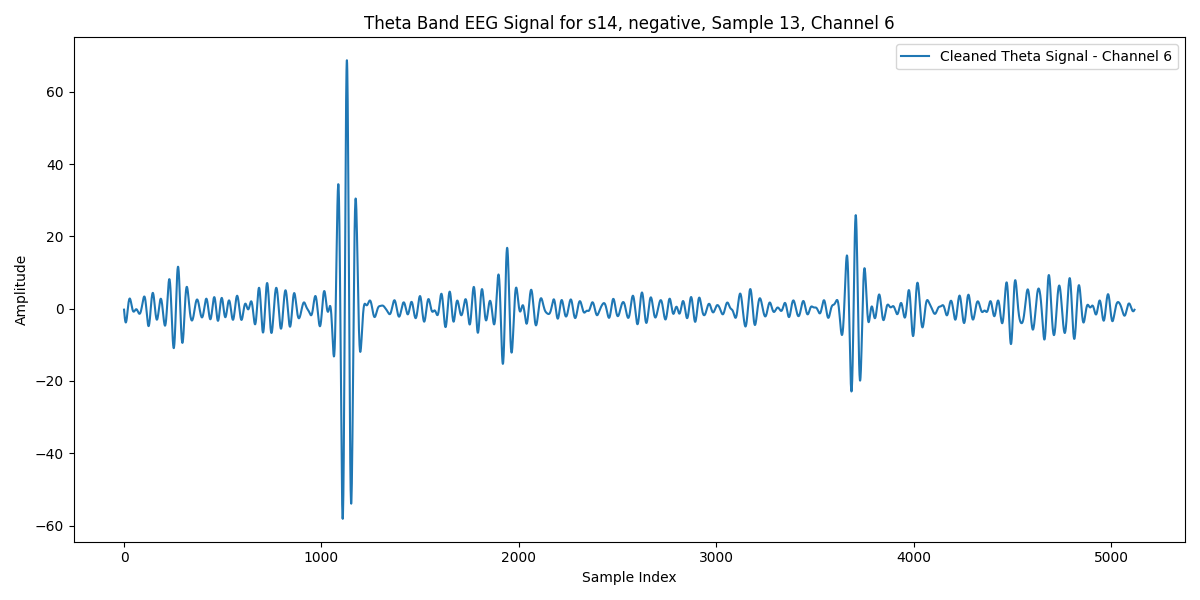 Theta Band EEG Signal for s14, negative, Sample 13, Channel 6
Cleaned Theta Signal - Channel 6
Amplitude
60
40
20
0
−20
−40
−60
0 1000 2000 3000 4000 5000
Sample Index